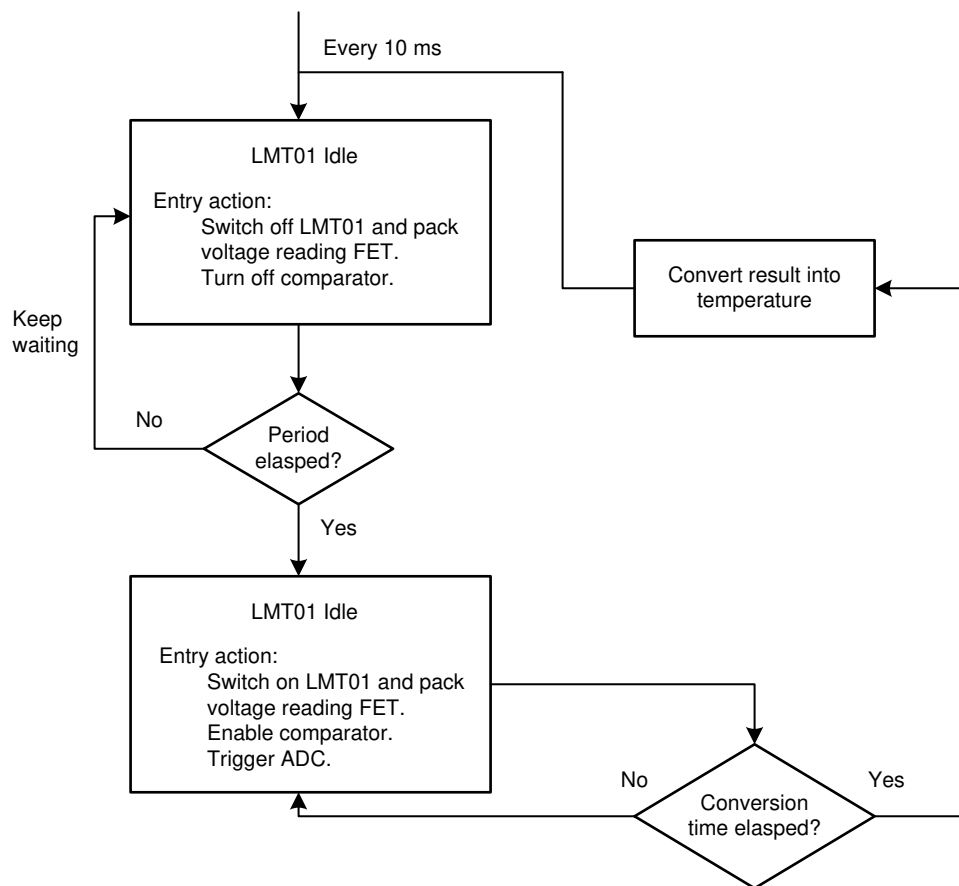 Every 10 ms
LMT01 Idle
Entry action:
Switch off LMT01 and pack
voltage reading FET.
Turn off comparator.
Convert result into
temperature
Keep
waiting
No
Period
elasped?
Yes
LMT01 Idle
Entry action:
Switch on LMT01 and pack
voltage reading FET.
Enable comparator.
Trigger ADC.
No
Yes
Conversion
time elasped?